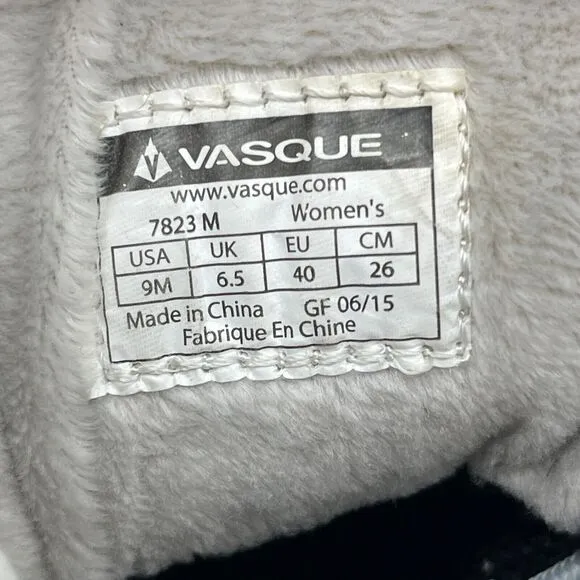 VASQUE
www.vasque.com
7823 M Women's
USA UK EU CM
9M 6.5 40 26
Made in China GF 06/15
Fabrique En Chine